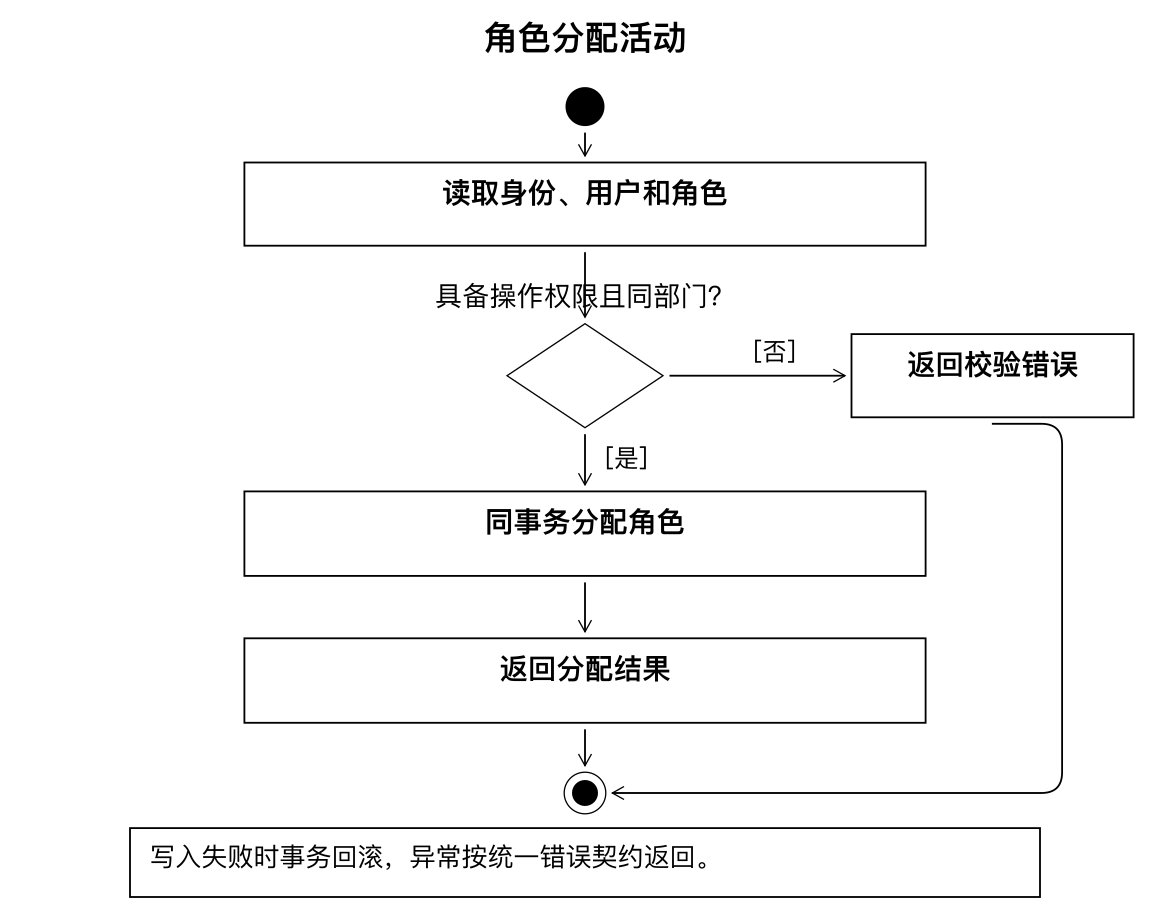 角色分配活动
读取身份、用户和角色
具备操作权限且同部门?
[否]
返回校验错误
[是]
同事务分配角色
返回分配结果
写入失败时事务回滚，异常按统一错误契约返回。